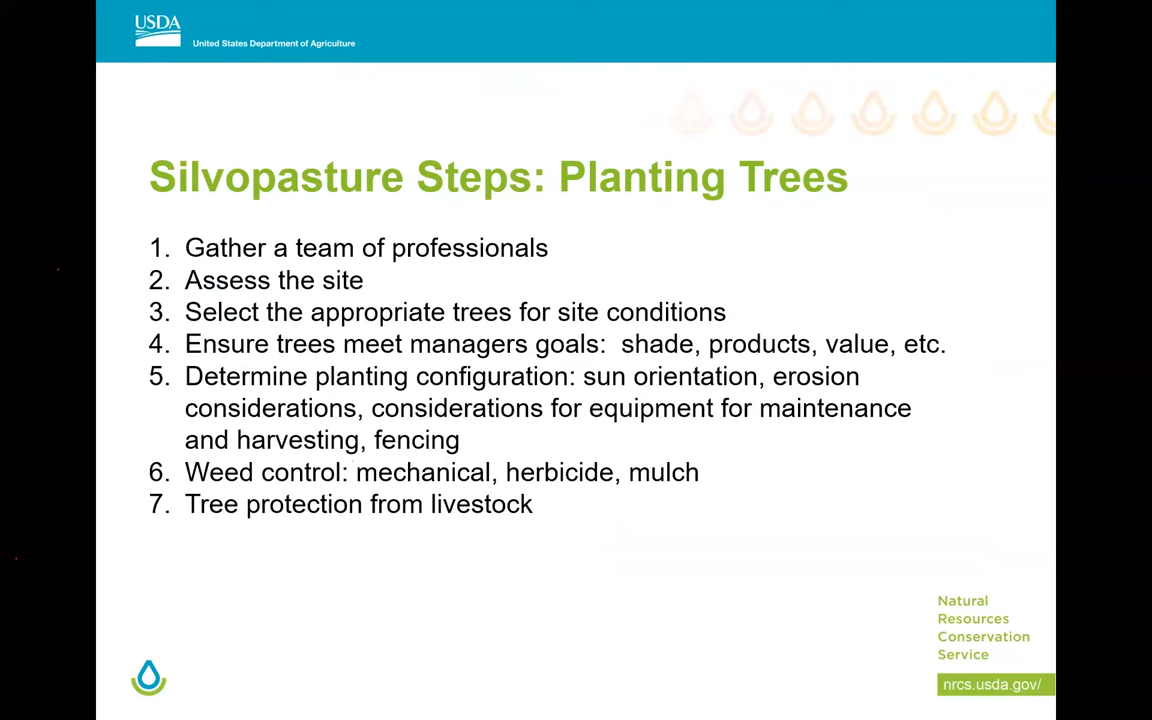 USDA
United States Department of Agriculture
Silvopasture Steps: Planting Trees
1. Gather a team of professionals
2. Assess the site
3. Select the appropriate trees for site conditions
4. Ensure trees meet managers goals:  shade, products, value, etc.
5. Determine planting configuration: sun orientation, erosion
considerations, considerations for equipment for maintenance
and harvesting, fencing
6. Weed control: mechanical, herbicide, mulch
7. Tree protection from livestock
Natural
Resources
Conservation
Service
nrcs.usda.gov/